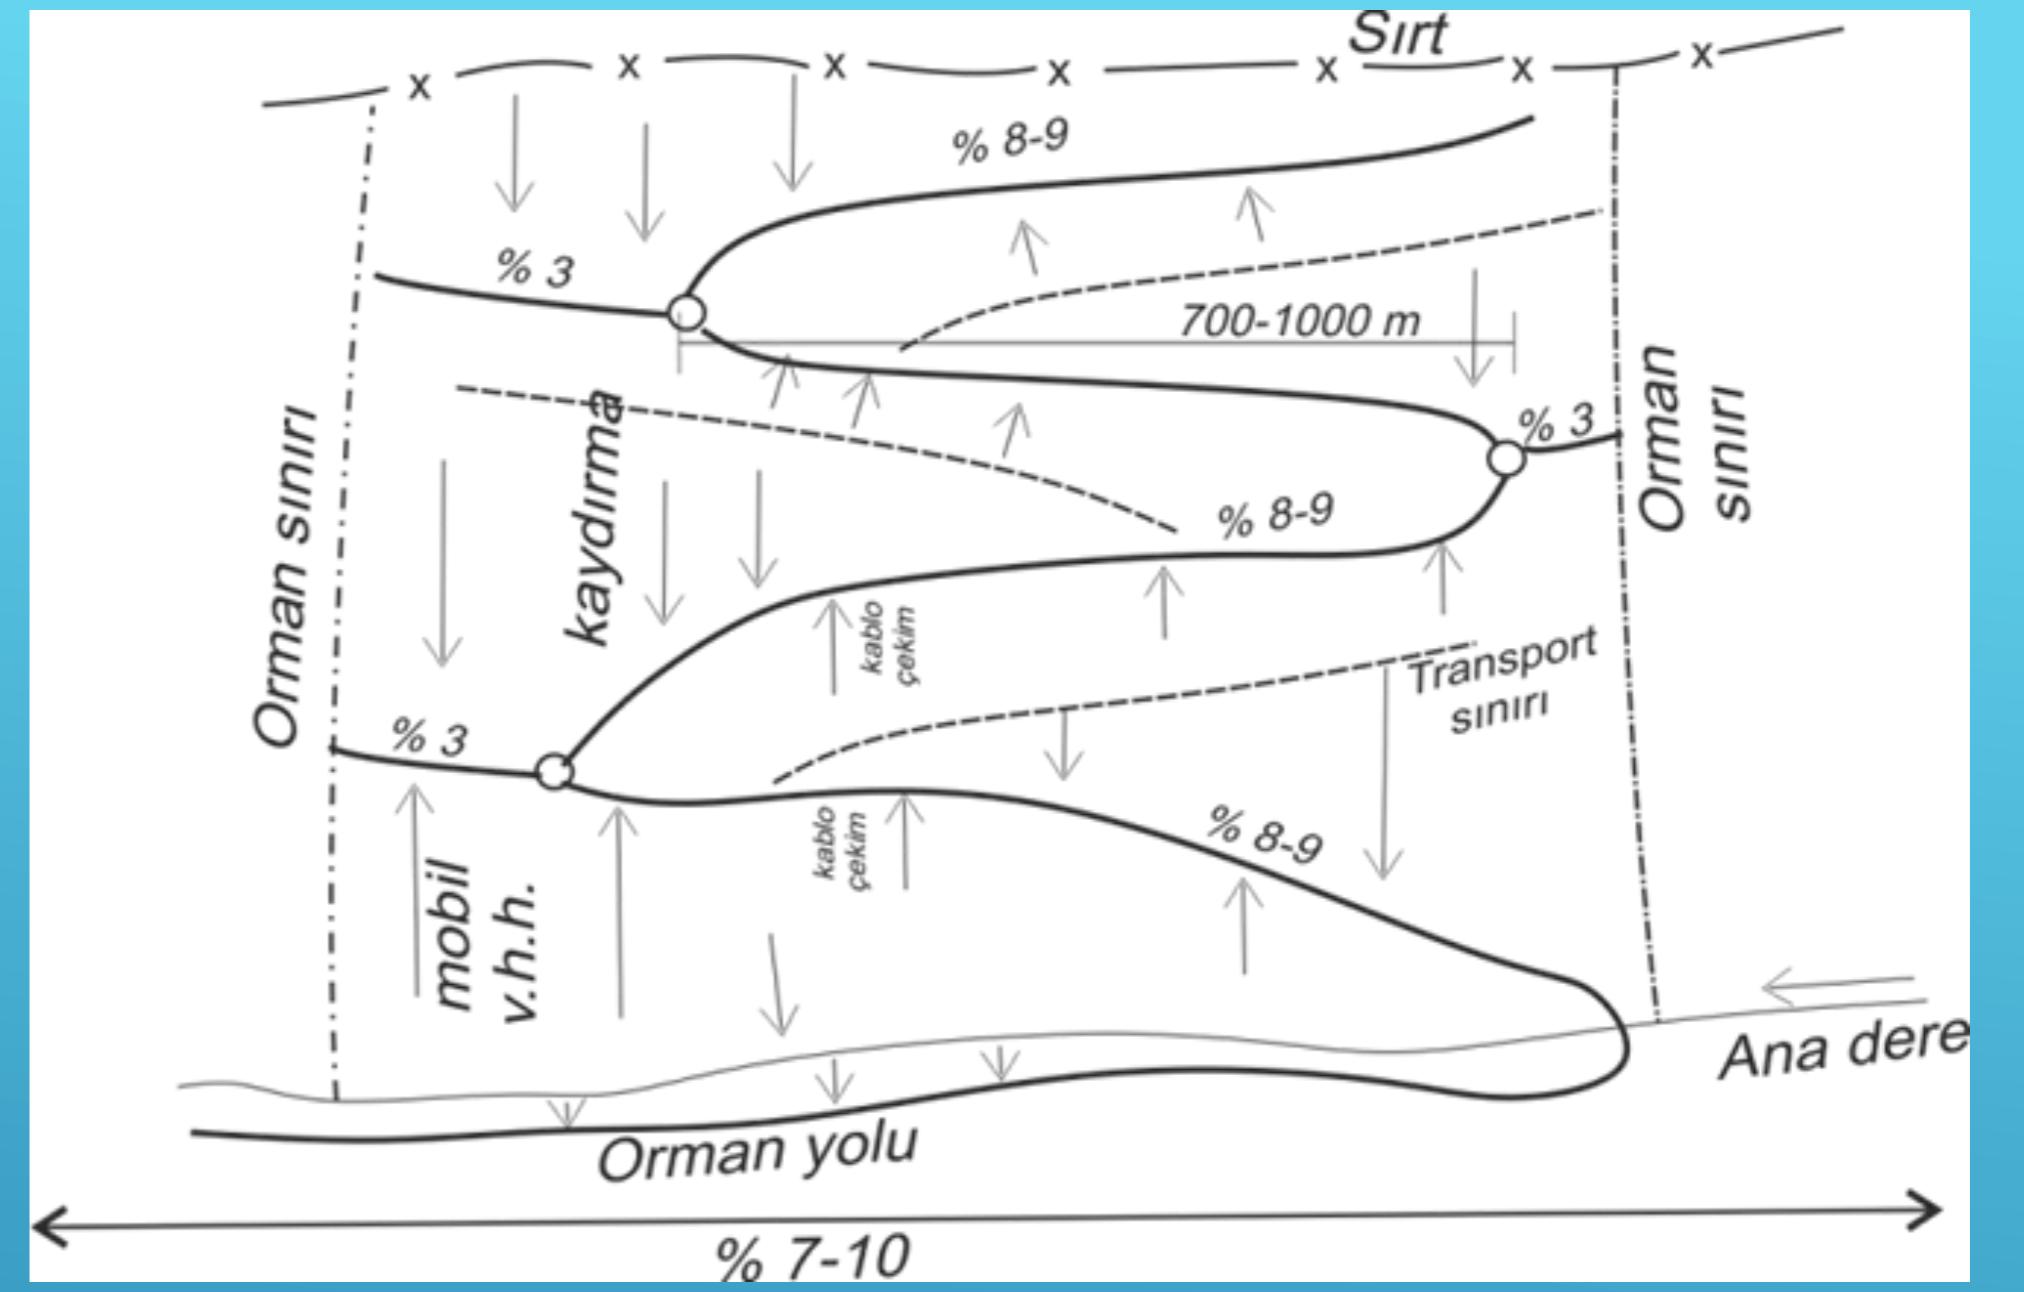 Sırt
% 8-9
% 3
700-1000 m
% 3
Orman
sınırı
Orman sınırı
kaydırma
% 8-9
kablo
çekim
Transport
sınırı
% 3
kablo
çekim
% 8-9
mobil
v.h.h.
Ana dere
Orman yolu
% 7-10